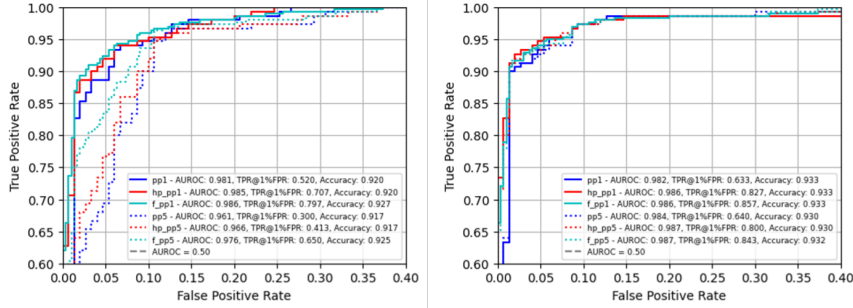 True Positive Rate
1.00
0.95
0.90
0.85
0.80
0.75
0.70
0.65
0.60
pp1 - AUROC: 0.981, TPR@1%FPR: 0.520, Accuracy: 0.920
hp_pp1 - AUROC: 0.985, TPR@1%FPR: 0.707, Accuracy: 0.920
f_pp1 - AUROC: 0.986, TPR@1%FPR: 0.797, Accuracy: 0.927
pp5 - AUROC: 0.961, TPR@1%FPR: 0.300, Accuracy: 0.917
hp_pp5 - AUROC: 0.966, TPR@1%FPR: 0.413, Accuracy: 0.917
f_pp5 - AUROC: 0.976, TPR@1%FPR: 0.650, Accuracy: 0.925
AUROC = 0.50
0.00 0.05 0.10 0.15 0.20 0.25 0.30 0.35 0.40
False Positive Rate
True Positive Rate
1.00
0.95
0.90
0.85
0.80
0.75
0.70
0.65
0.60
pp1 - AUROC: 0.982, TPR@1%FPR: 0.633, Accuracy: 0.933
hp_pp1 - AUROC: 0.986, TPR@1%FPR: 0.827, Accuracy: 0.933
f_pp1 - AUROC: 0.986, TPR@1%FPR: 0.857, Accuracy: 0.933
pp5 - AUROC: 0.984, TPR@1%FPR: 0.640, Accuracy: 0.930
hp_pp5 - AUROC: 0.987, TPR@1%FPR: 0.800, Accuracy: 0.930
f_pp5 - AUROC: 0.987, TPR@1%FPR: 0.843, Accuracy: 0.932
AUROC = 0.50
0.00 0.05 0.10 0.15 0.20 0.25 0.30 0.35 0.40
False Positive Rate